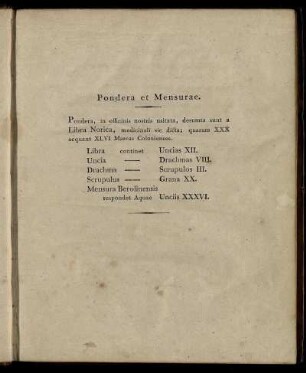 Pondera et Mensurae.
Pondera, in officinis nostris usitata, desumta sunt a
Libra Norica, medicinali sic dicta; quarum XXX
aequant XLVI Marcas Colonienses.
Libra continet Uncias XII.
Uncia —— Drachmas VIII.
Drachma —— Scrupulos III.
Scrupulus —— Grana XX.
Mensura Berolinensis
respondet Aquae Unciis XXXVI.